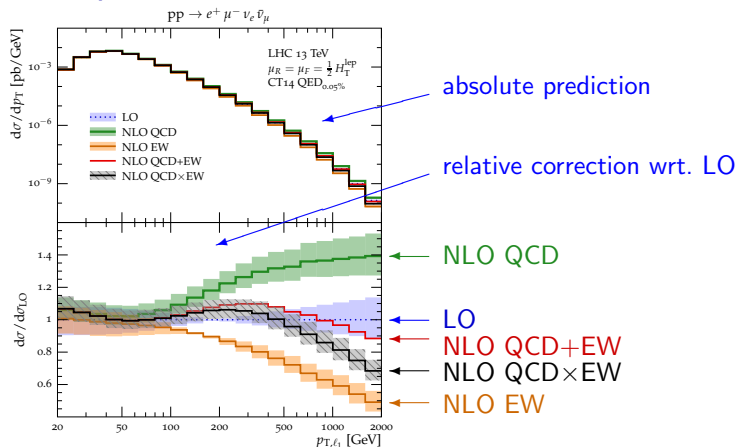 pp → e⁺ μ⁻ νₑ ν̄_μ
dσ/dp_T [pb/GeV]
10⁻³
10⁻⁶
10⁻⁹
LHC 13 TeV
μ_R = μ_F = ½ H_T^lep
CT14 QED_0.05%
LO
NLO QCD
NLO EW
NLO QCD+EW
NLO QCD×EW
absolute prediction
relative correction wrt. LO
dσ/dσ_LO
1.4
1.2
1
0.8
0.6
20
50
100
200
500
1000
2000
p_T,ℓ₁ [GeV]
NLO QCD
LO
NLO QCD+EW
NLO QCD×EW
NLO EW